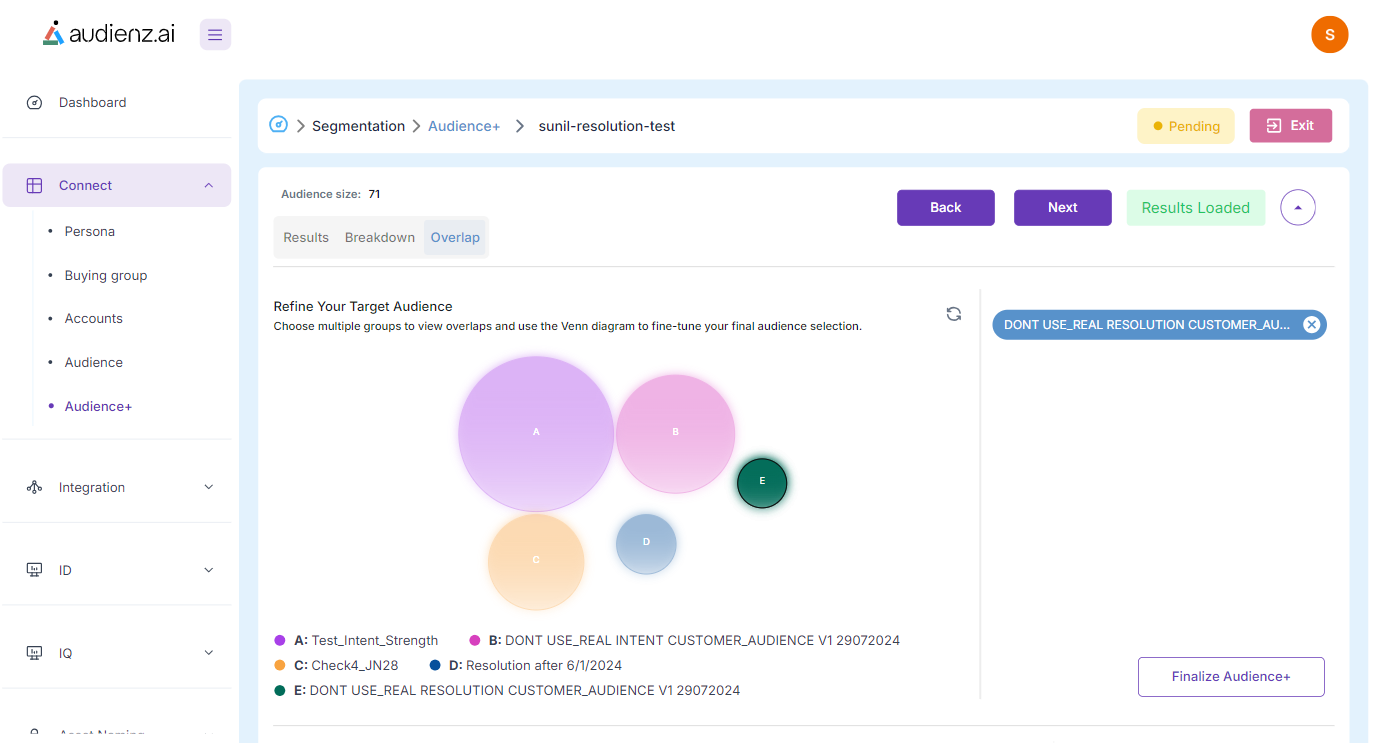 audienz.ai
S
Dashboard
Segmentation
Audience+
sunil-resolution-test
Pending
Exit
Connect
Persona
Buying group
Accounts
Audience
Audience+
Integration
ID
IQ
Asset Naming
Audience size: 71
Back
Next
Results Loaded
Results
Breakdown
Overlap
Refine Your Target Audience
Choose multiple groups to view overlaps and use the Venn diagram to fine-tune your final audience selection.
DONT USE_REAL RESOLUTION CUSTOMER_AU...
A
B
E
D
C
A: Test_Intent_Strength
B: DONT USE_REAL INTENT CUSTOMER_AUDIENCE V1 29072024
C: Check4_JN28
D: Resolution after 6/1/2024
E: DONT USE_REAL RESOLUTION CUSTOMER_AUDIENCE V1 29072024
Finalize Audience+